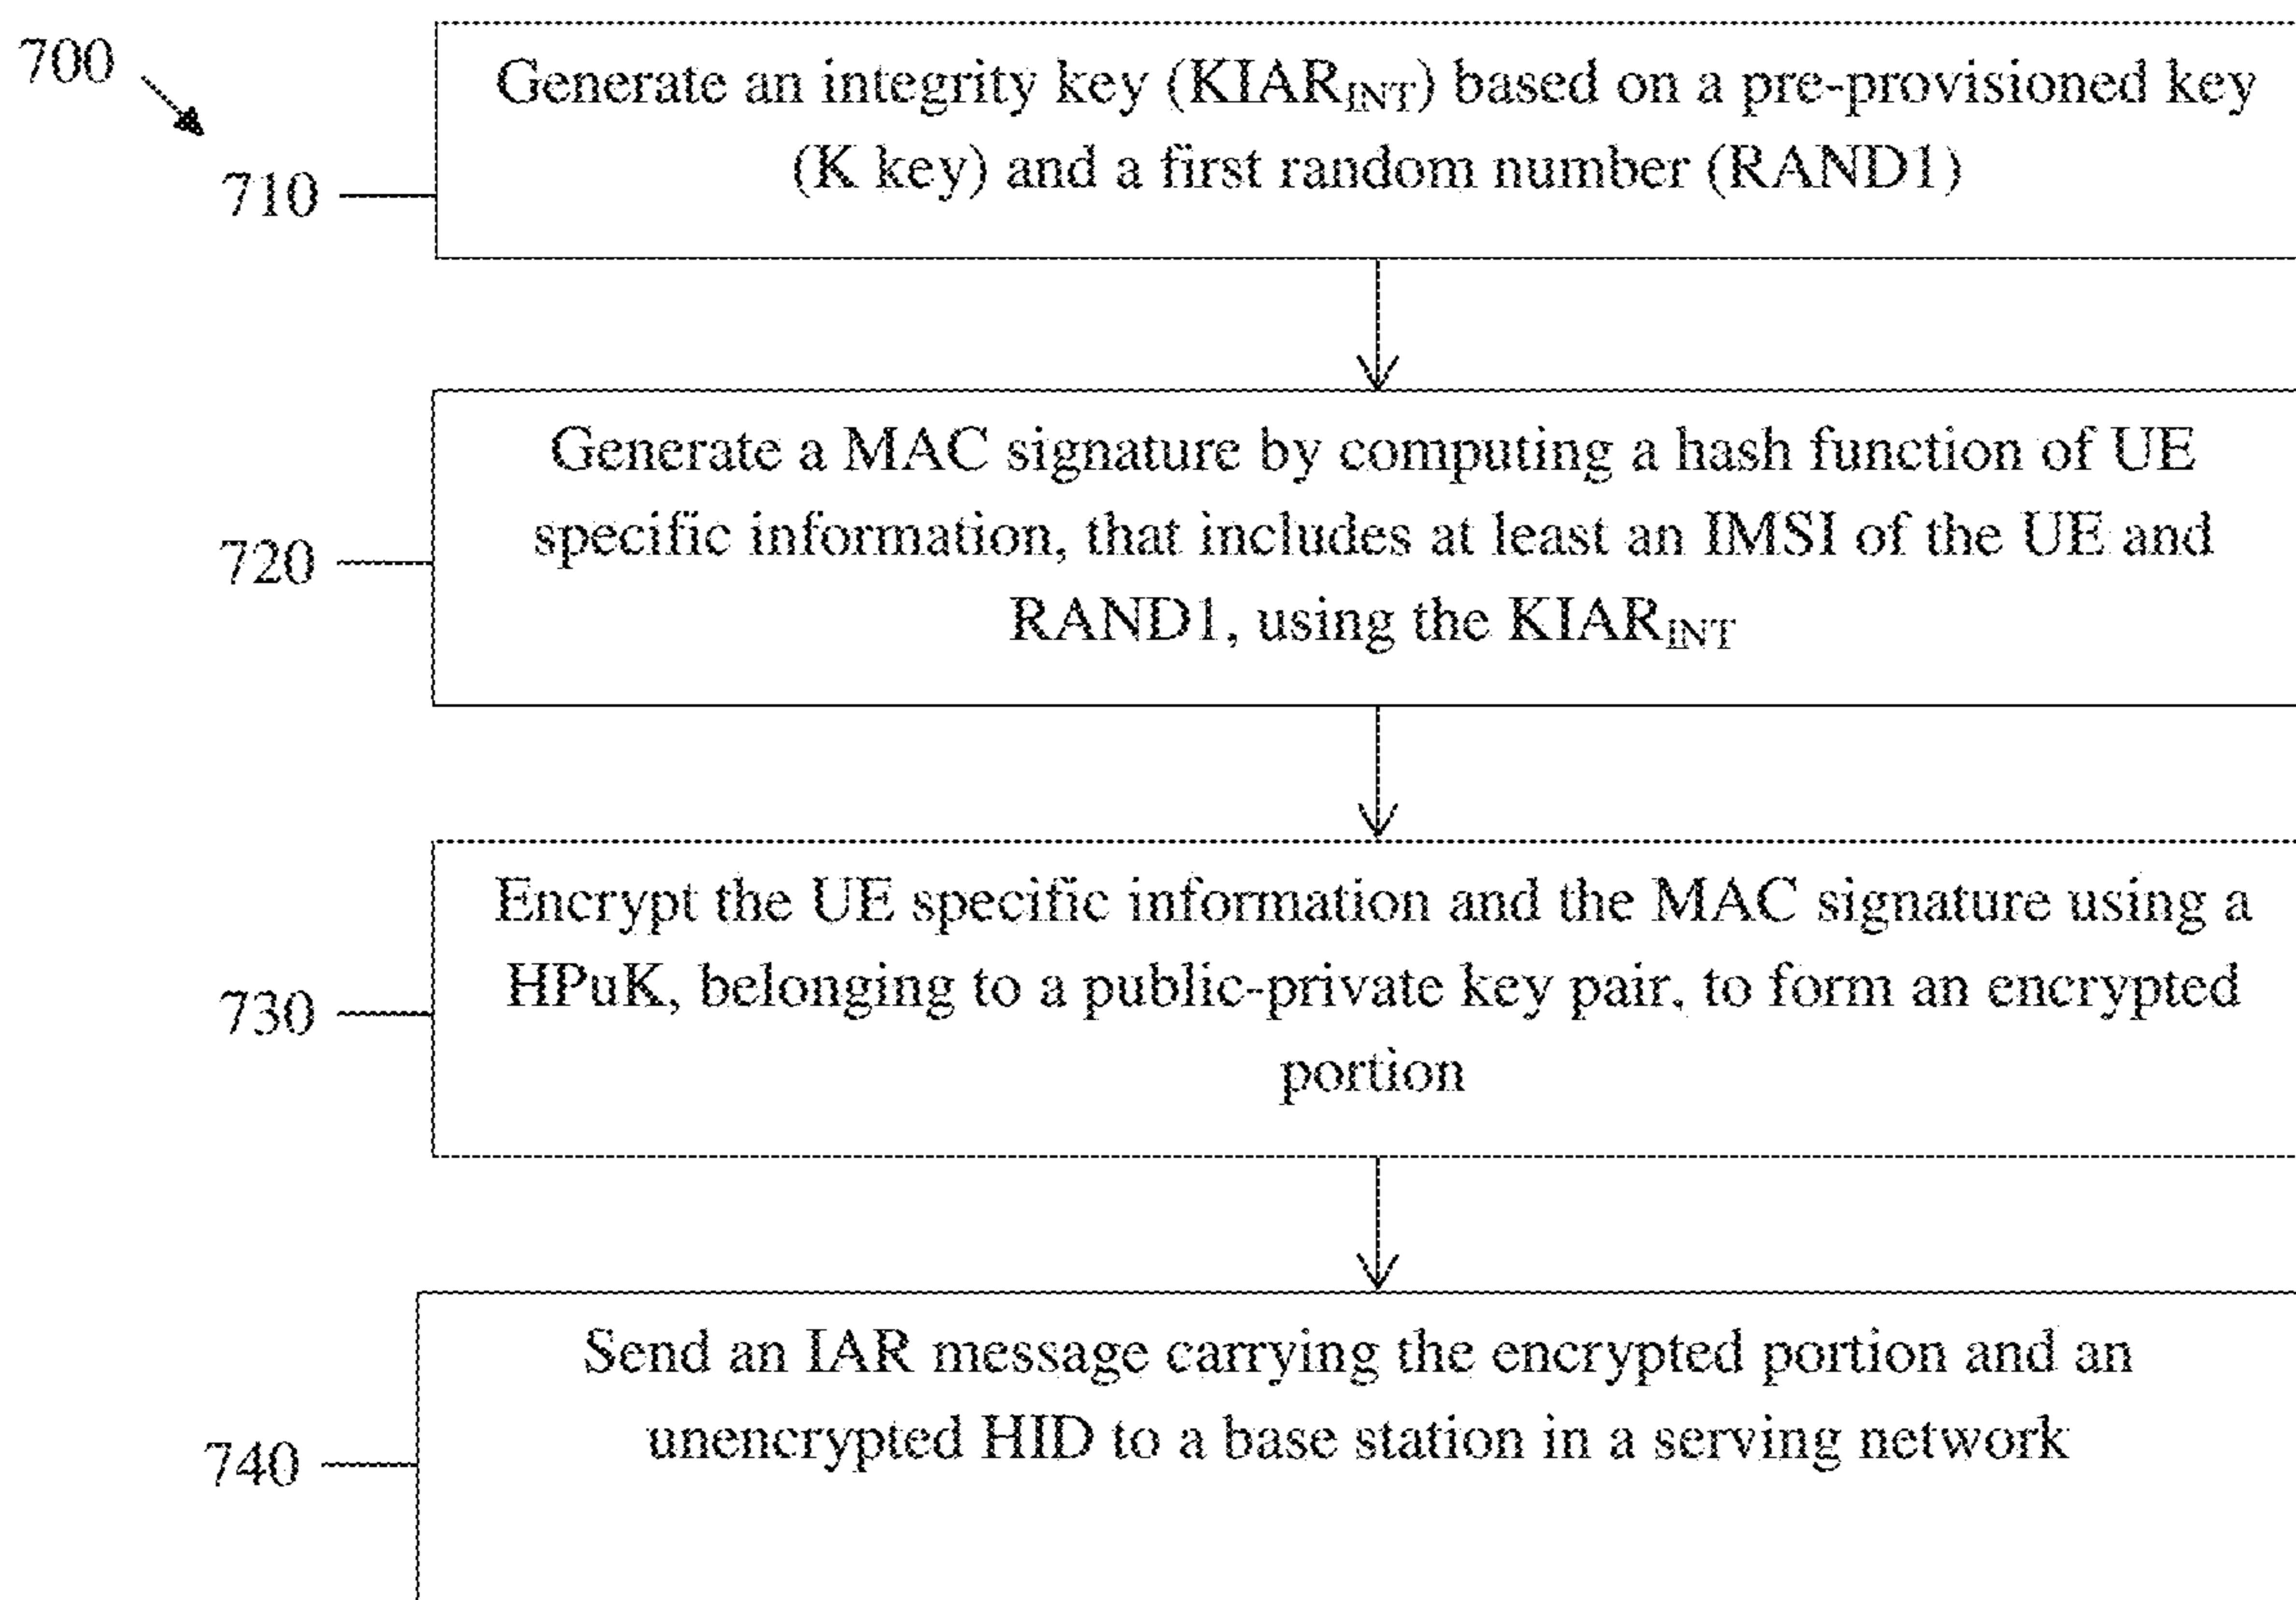 700
Generate an integrity key (KIAR_INT) based on a pre-provisioned key
(K key) and a first random number (RAND1)
710
Generate a MAC signature by computing a hash function of UE
specific information, that includes at least an IMSI of the UE and
RAND1, using the KIAR_INT
720
Encrypt the UE specific information and the MAC signature using a
HPuK, belonging to a public-private key pair, to form an encrypted
portion
730
Send an IAR message carrying the encrypted portion and an
unencrypted HID to a base station in a serving network
740